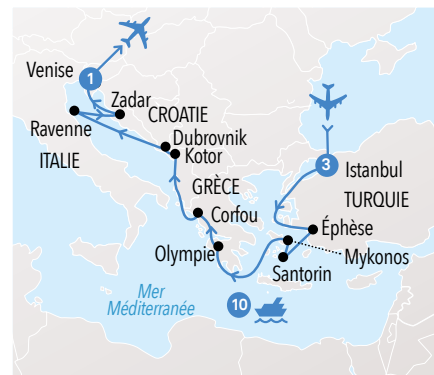 Venise
1
Zadar
CROATIE
Ravenne
Dubrovnik
ITALIE
Kotor
3
Istanbul
GRÈCE
TURQUIE
Corfou
Éphèse
Olympie
Mykonos
Santorin
Mer
Méditerranée
10